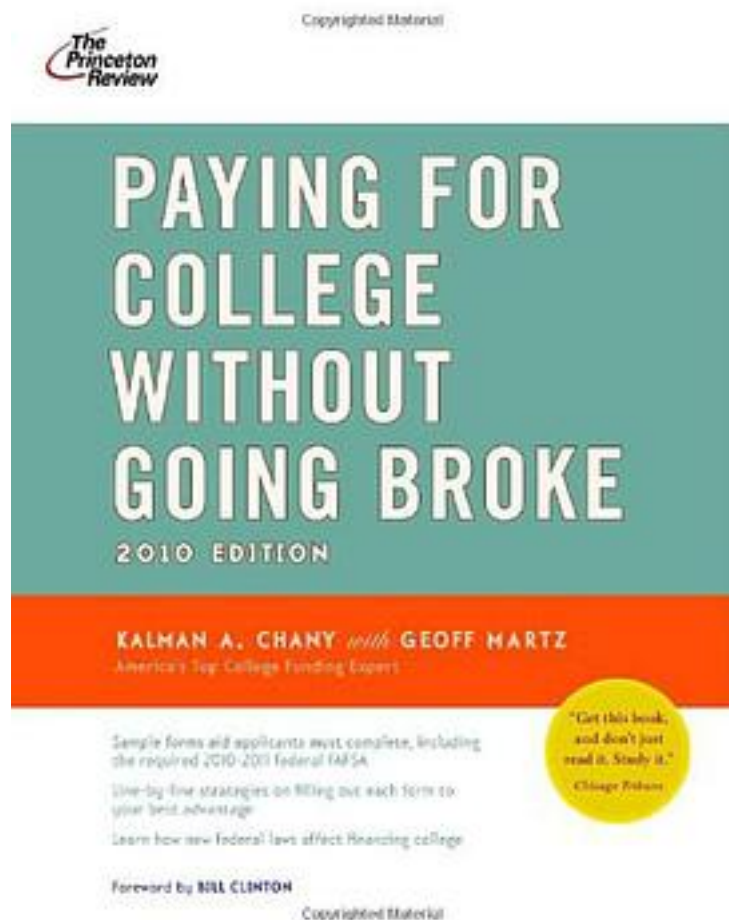 Copyrighted Material
The
Princeton
Review
PAYING FOR
COLLEGE
WITHOUT
GOING BROKE
2010 EDITION
KALMAN A. CHANY with GEOFF MARTZ
America's Top College Funding Expert
Sample forms aid applicants must complete, including
the required 2010-2011 federal FAFSA
Line-by-line strategies on filling out each form to
your best advantage
Learn how new federal laws affect financing college
"Get this book,
and don't just
read it. Study it."
Chicago Tribune
Foreword by BILL CLINTON
Copyrighted Material